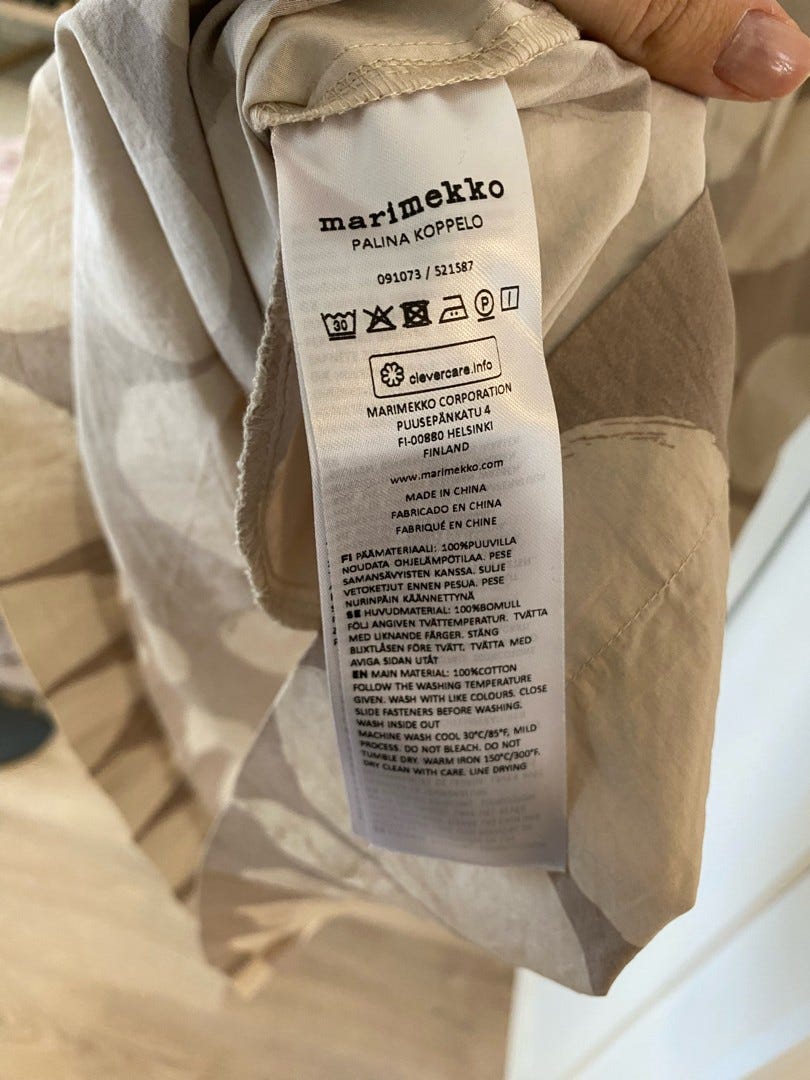 marimekko
PALINA KOPPELO
091073 / 521587
30
P
clevercare.info
MARIMEKKO CORPORATION
PUUSEPÄNKATU 4
FI-00880 HELSINKI
FINLAND
www.marimekko.com
MADE IN CHINA
FABRICADO EN CHINA
FABRIQUÉ EN CHINE
FI PÄÄMATERIAALI: 100%PUUVILLA
NOUDATA OHJELÄMPÖTILAA. PESE
SAMANSÄVYISTEN KANSSA. SULJE
VETOKETJUT ENNEN PESUA. PESE
NURINPÄIN KÄÄNNETTYNÄ
SE HUVUDMATERIAL: 100%BOMULL
FÖLJ ANGIVEN TVÄTTEMPERATUR. TVÄTTA
MED LIKNANDE FÄRGER. STÄNG
BLIXTLÅSEN FÖRE TVÄTT. TVÄTTA MED
AVIGA SIDAN UTÅT
EN MAIN MATERIAL: 100%COTTON
FOLLOW THE WASHING TEMPERATURE
GIVEN. WASH WITH LIKE COLOURS. CLOSE
SLIDE FASTENERS BEFORE WASHING.
WASH INSIDE OUT
MACHINE WASH COOL 30°C/85°F, MILD
PROCESS. DO NOT BLEACH. DO NOT
TUMBLE DRY. WARM IRON 150°C/300°F.
DRY CLEAN WITH CARE. LINE DRYING